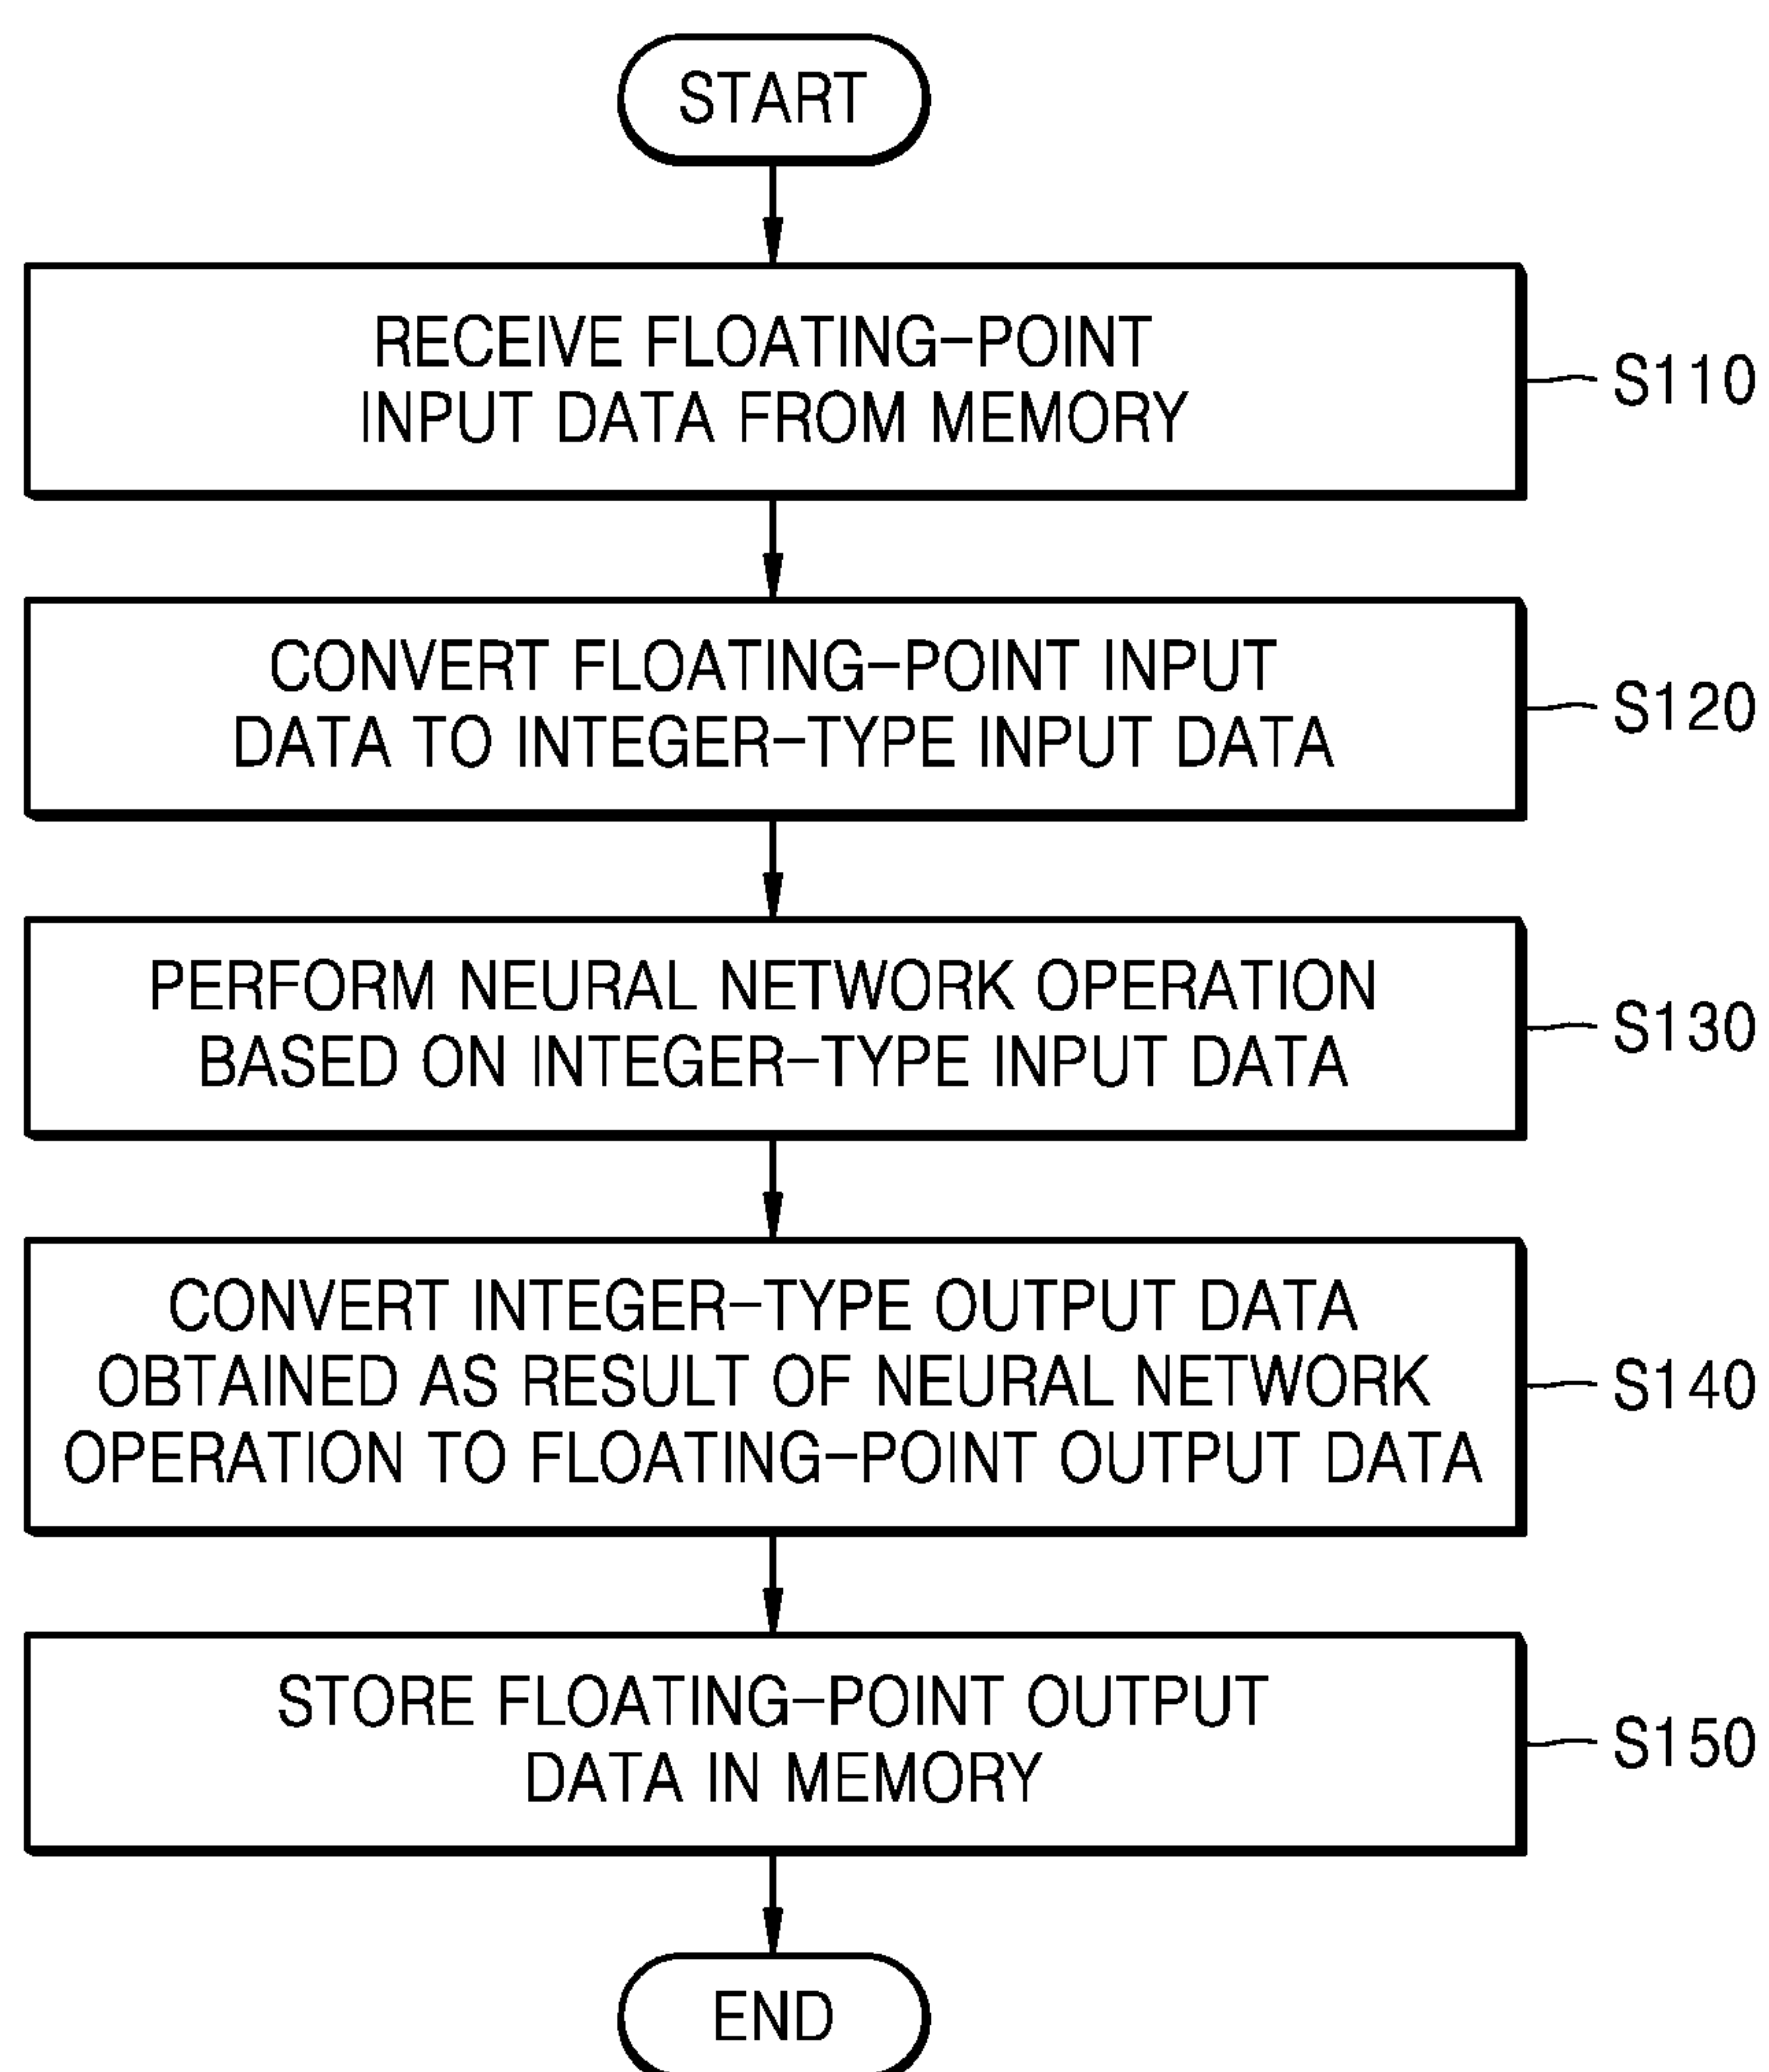 START
RECEIVE FLOATING-POINT
INPUT DATA FROM MEMORY
S110
CONVERT FLOATING-POINT INPUT
DATA TO INTEGER-TYPE INPUT DATA
S120
PERFORM NEURAL NETWORK OPERATION
BASED ON INTEGER-TYPE INPUT DATA
S130
CONVERT INTEGER-TYPE OUTPUT DATA
OBTAINED AS RESULT OF NEURAL NETWORK
OPERATION TO FLOATING-POINT OUTPUT DATA
S140
STORE FLOATING-POINT OUTPUT
DATA IN MEMORY
S150
END